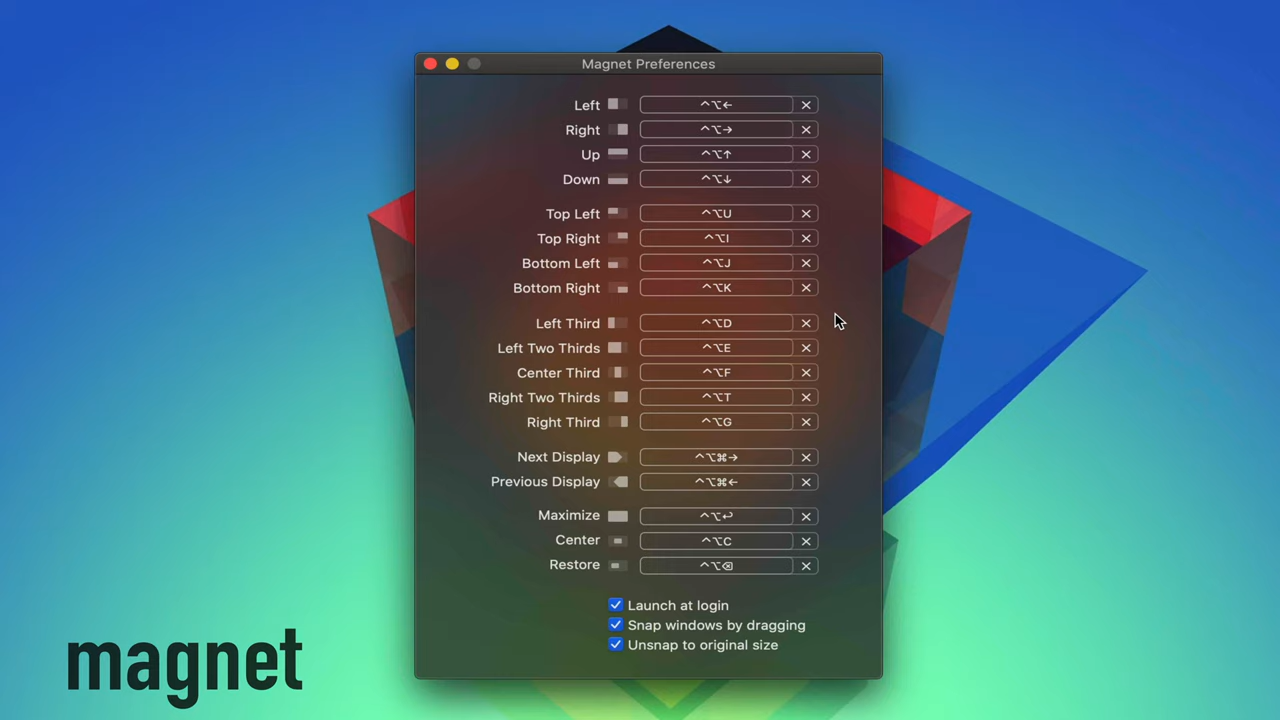 Magnet Preferences
Left ^⌥← ×
Right ^⌥→ ×
Up ^⌥↑ ×
Down ^⌥↓ ×
Top Left ^⌥U ×
Top Right ^⌥I ×
Bottom Left ^⌥J ×
Bottom Right ^⌥K ×
Left Third ^⌥D ×
Left Two Thirds ^⌥E ×
Center Third ^⌥F ×
Right Two Thirds ^⌥T ×
Right Third ^⌥G ×
Next Display ^⌥⌘→ ×
Previous Display ^⌥⌘← ×
Maximize ^⌥↩ ×
Center ^⌥C ×
Restore ^⌥⌫ ×
Launch at login
Snap windows by dragging
Unsnap to original size
magnet